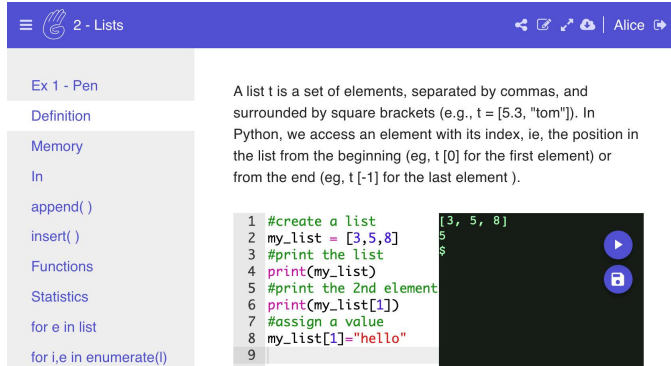 2 - Lists
Alice
Ex 1 - Pen
Definition
Memory
In
append( )
insert( )
Functions
Statistics
for e in list
for i,e in enumerate(l)
A list t is a set of elements, separated by commas, and
surrounded by square brackets (e.g., t = [5.3, "tom"]). In
Python, we access an element with its index, ie, the position in
the list from the beginning (eg, t [0] for the first element) or
from the end (eg, t [-1] for the last element ).
1 #create a list
2 my_list = [3,5,8]
3 #print the list
4 print(my_list)
5 #print the 2nd element
6 print(my_list[1])
7 #assign a value
8 my_list[1]="hello"
9
[3, 5, 8]
5
$